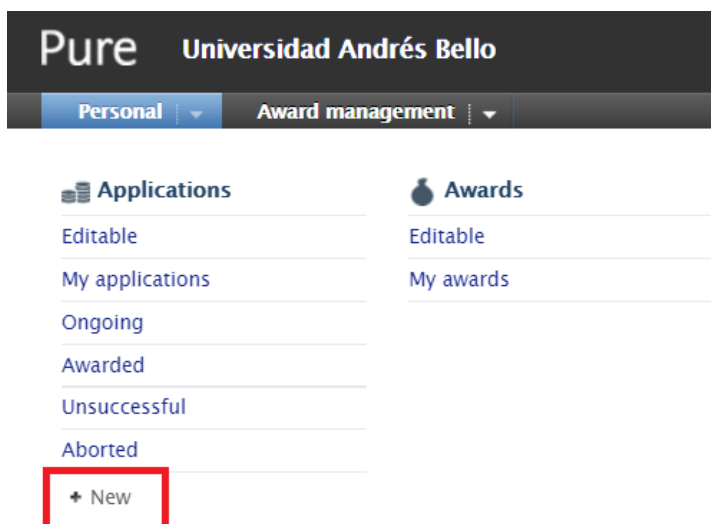 Pure Universidad Andrés Bello
Personal Award management
Applications
Editable
My applications
Ongoing
Awarded
Unsuccessful
Aborted
+ New
Awards
Editable
My awards